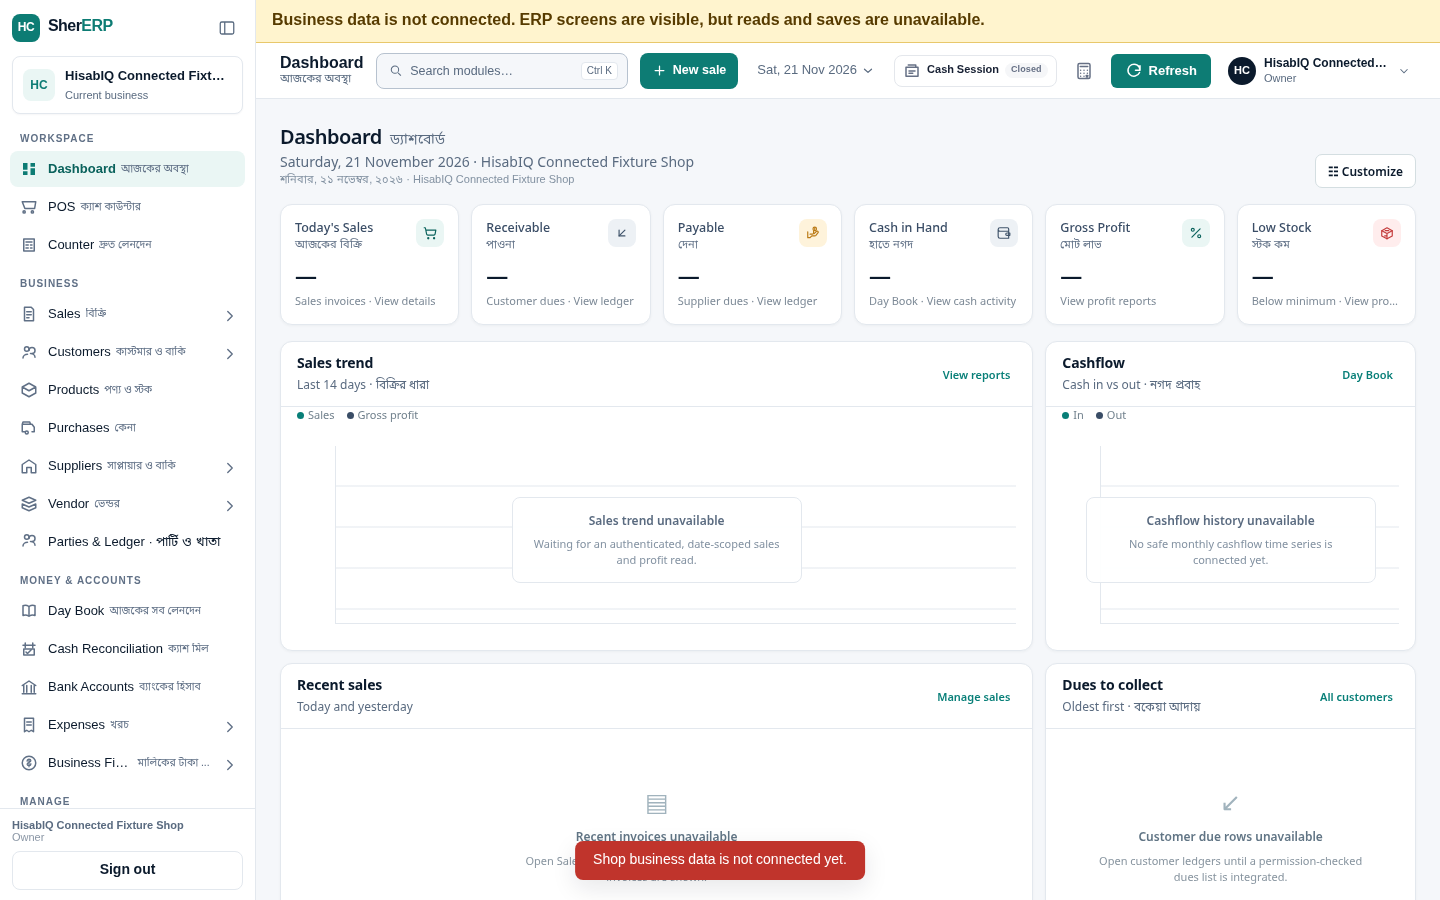 Business data is not connected. ERP screens are visible, but reads and saves are unavailable.
HC SherERP
HC
HisabIQ Connected Fixt...
Current business
WORKSPACE
Dashboard আজকের অবস্থা
POS ক্যাশ কাউন্টার
Counter দ্রুত লেনদেন
BUSINESS
Sales বিক্রি
Customers কাস্টমার ও বাকি
Products পণ্য ও স্টক
Purchases কেনা
Suppliers সাপ্লায়ার ও বাকি
Vendor ভেন্ডর
Parties & Ledger · পার্টি ও খাতা
MONEY & ACCOUNTS
Day Book আজকের সব লেনদেন
Cash Reconciliation ক্যাশ মিল
Bank Accounts ব্যাংকের হিসাব
Expenses খরচ
Business Fi... মালিকের টাকা ...
MANAGE
HisabIQ Connected Fixture Shop
Owner
Sign out
Dashboard
আজকের অবস্থা
Search modules… Ctrl K
New sale
Sat, 21 Nov 2026
Cash Session Closed
Refresh
HC
HisabIQ Connected...
Owner
Dashboard ড্যাশবোর্ড
Saturday, 21 November 2026 · HisabIQ Connected Fixture Shop
শনিবার, ২১ নভেম্বর, ২০২৬ · HisabIQ Connected Fixture Shop
Customize
Today's Sales
আজকের বিক্রি
—
Sales invoices · View details
Receivable
পাওনা
—
Customer dues · View ledger
Payable
দেনা
—
Supplier dues · View ledger
Cash in Hand
হাতে নগদ
—
Day Book · View cash activity
Gross Profit
মোট লাভ
—
View profit reports
Low Stock
স্টক কম
—
Below minimum · View pro...
Sales trend
Last 14 days · বিক্রির ধারা
View reports
Sales Gross profit
Sales trend unavailable
Waiting for an authenticated, date-scoped sales
and profit read.
Cashflow
Cash in vs out · নগদ প্রবাহ
Day Book
In Out
Cashflow history unavailable
No safe monthly cashflow time series is
connected yet.
Recent sales
Today and yesterday
Manage sales
Recent invoices unavailable
Open Sale
Dues to collect
Oldest first · বকেয়া আদায়
All customers
Customer due rows unavailable
Open customer ledgers until a permission-checked
dues list is integrated.
Shop business data is not connected yet.